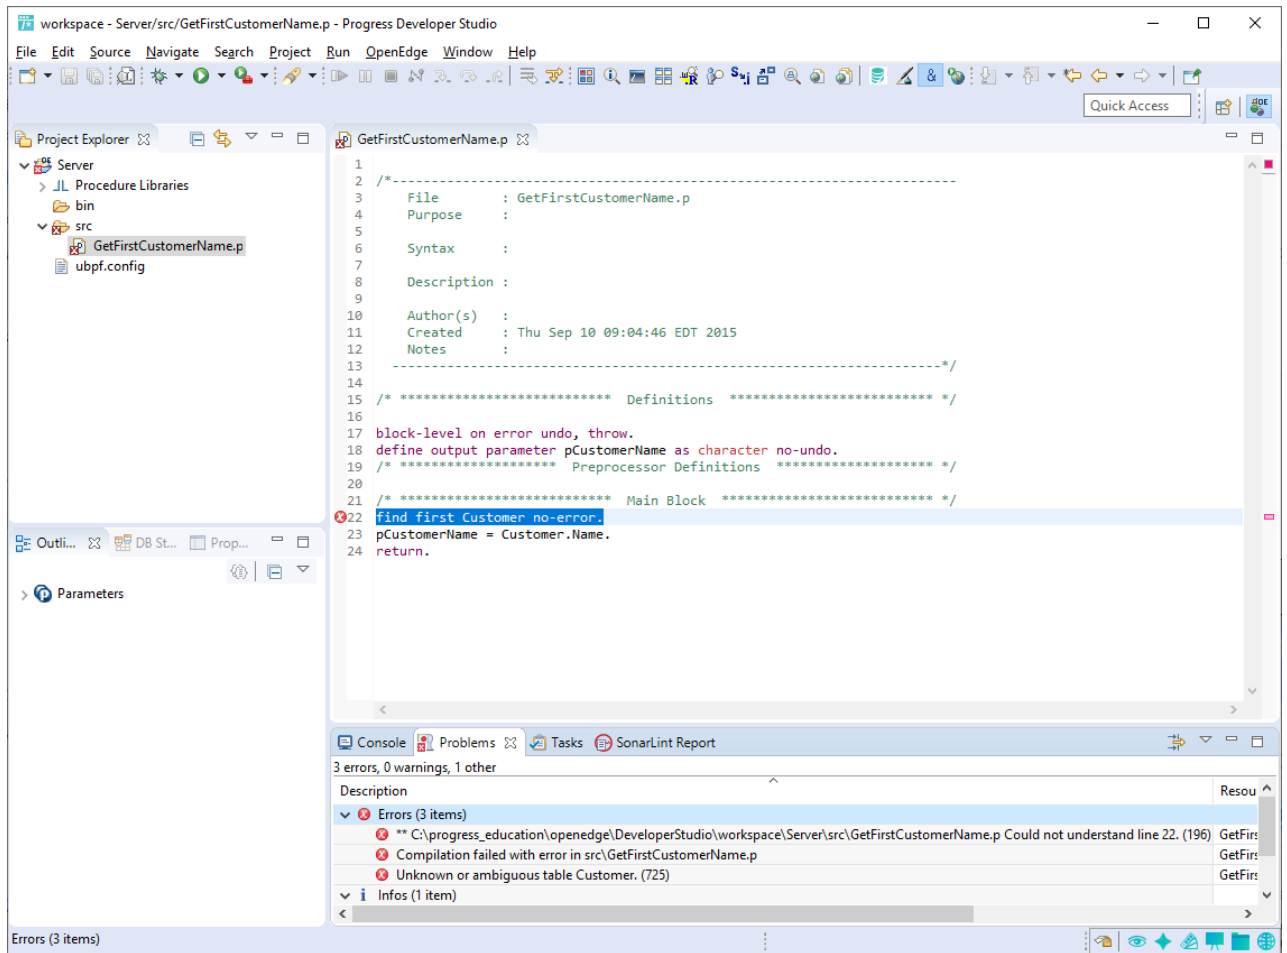 workspace - Server/src/GetFirstCustomerName.p - Progress Developer Studio
File Edit Source Navigate Search Project Run OpenEdge Window Help
Quick Access
Project Explorer
Server
Procedure Libraries
bin
src
GetFirstCustomerName.p
ubpf.config
GetFirstCustomerName.p
1
2 /*------------------------------------------------------------------------
3 File : GetFirstCustomerName.p
4 Purpose :
5
6 Syntax :
7
8 Description :
9
10 Author(s) :
11 Created : Thu Sep 10 09:04:46 EDT 2015
12 Notes :
13 ----------------------------------------------------------------------*/
14
15 /* *************************** Definitions ************************** */
16
17 block-level on error undo, throw.
18 define output parameter pCustomerName as character no-undo.
19 /* ******************** Preprocessor Definitions ******************** */
20
21 /* *************************** Main Block *************************** */
22 find first Customer no-error.
23 pCustomerName = Customer.Name.
24 return.
Outli... DB St... Prop...
Parameters
Console Problems Tasks SonarLint Report
3 errors, 0 warnings, 1 other
Description Resou
Errors (3 items)
** C:\progress_education\openedge\DeveloperStudio\workspace\Server\src\GetFirstCustomerName.p Could not understand line 22. (196) GetFirs
Compilation failed with error in src\GetFirstCustomerName.p GetFirs
Unknown or ambiguous table Customer. (725) GetFirs
Infos (1 item)
Errors (3 items)